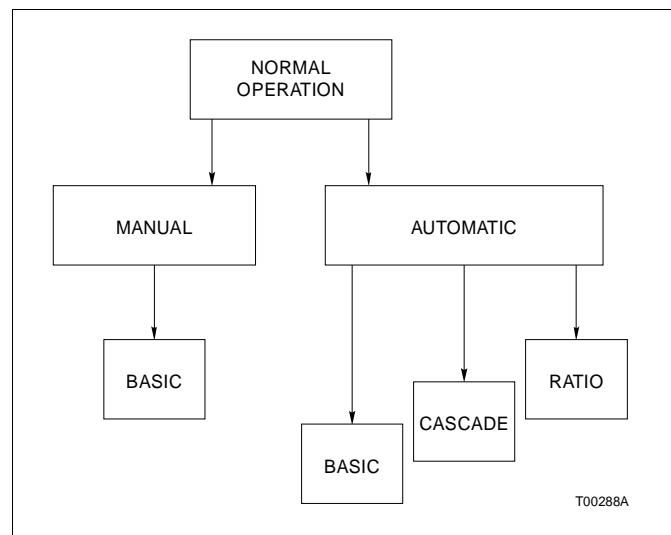 NORMAL
OPERATION
MANUAL
AUTOMATIC
BASIC
RATIO
CASCADE
BASIC
T00288A